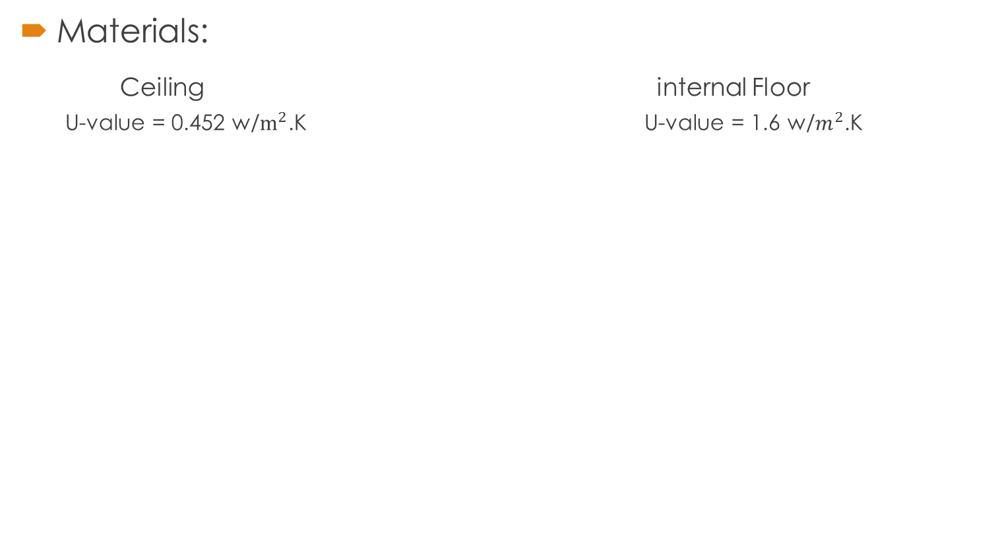 Materials:
Ceiling
internal Floor
U-value = 0.452 w/m².K
U-value = 1.6 w/m².K